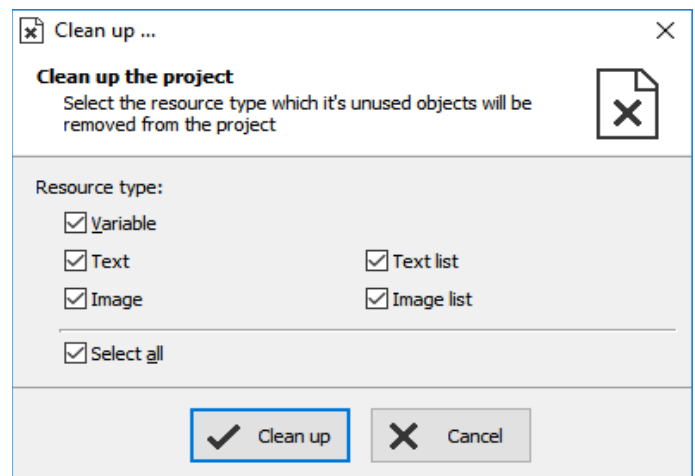 Clean up ...
Clean up the project
Select the resource type which it's unused objects will be
removed from the project
Resource type:
Variable
Text
Text list
Image
Image list
Select all
Clean up
Cancel